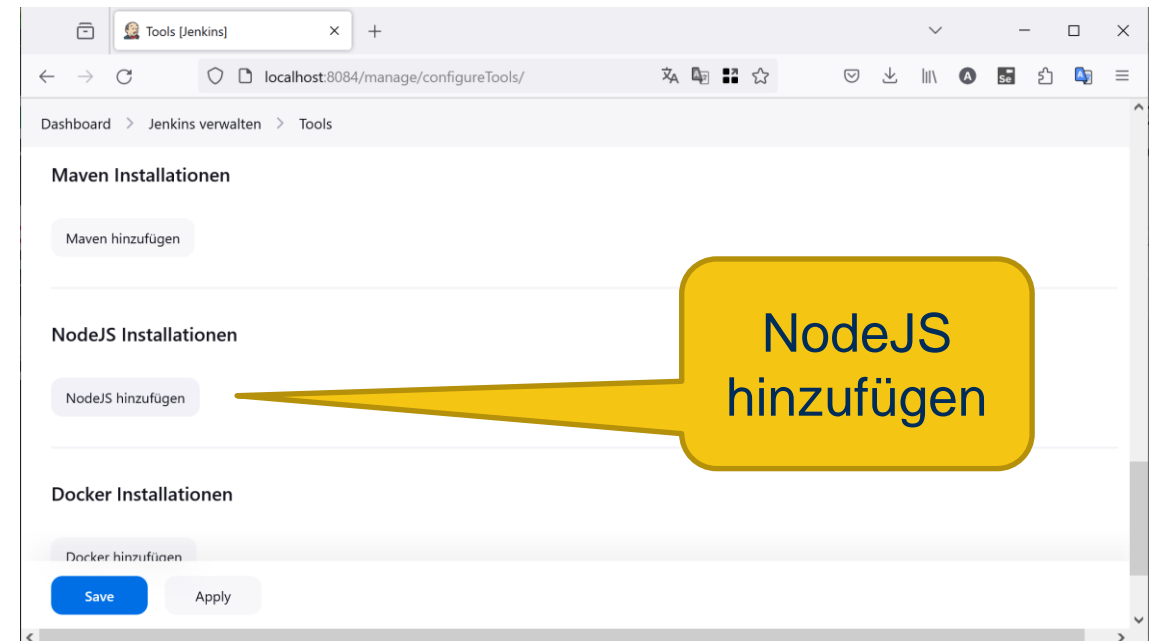 Tools [Jenkins]
localhost:8084/manage/configureTools/
A
Se
Dashboard > Jenkins verwalten > Tools
Maven Installationen
Maven hinzufügen
NodeJS Installationen
NodeJS hinzufügen
NodeJS
hinzufügen
Docker Installationen
Docker hinzufügen
Save Apply